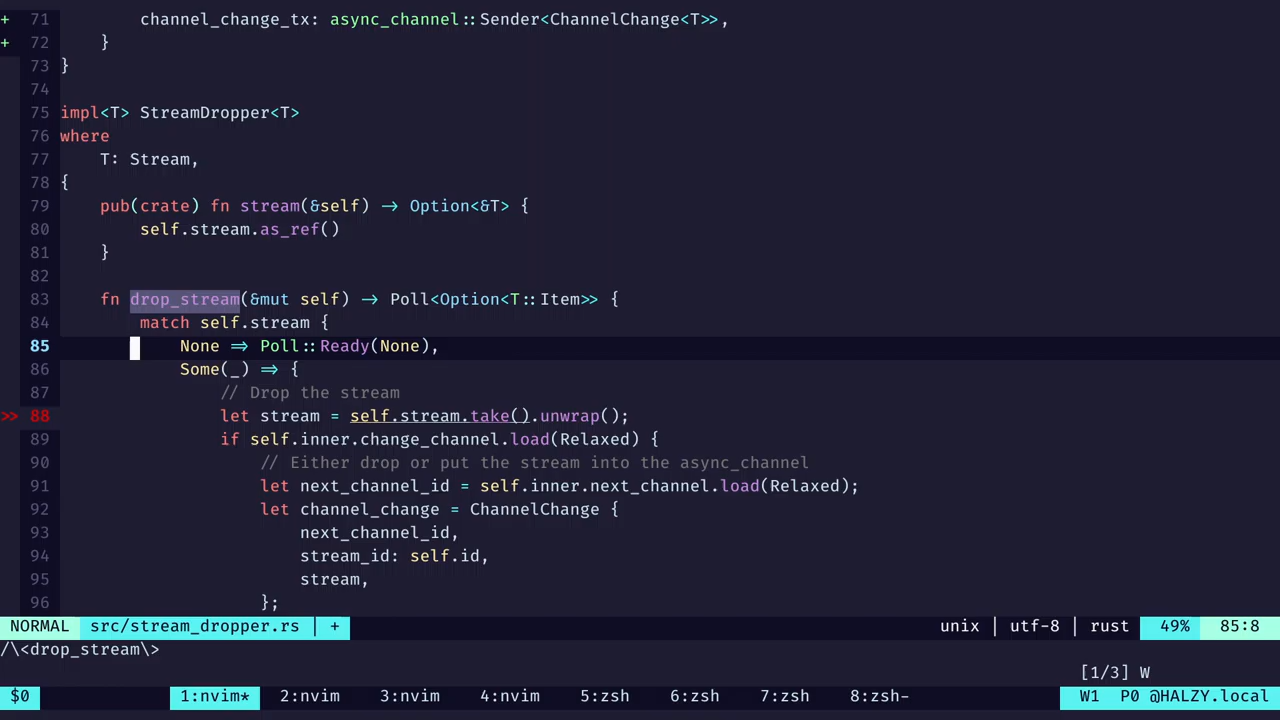 + 71         channel_change_tx: async_channel::Sender<ChannelChange<T>>,
+ 72     }
73 }
74
75 impl<T> StreamDropper<T>
76 where
77     T: Stream,
78 {
79     pub(crate) fn stream(&self) -> Option<&T> {
80         self.stream.as_ref()
81     }
82
83     fn drop_stream(&mut self) -> Poll<Option<T::Item>> {
84         match self.stream {
85             None => Poll::Ready(None),
86             Some(_) => {
87                 // Drop the stream
>> 88                 let stream = self.stream.take().unwrap();
89                 if self.inner.change_channel.load(Relaxed) {
90                     // Either drop or put the stream into the async_channel
91                     let next_channel_id = self.inner.next_channel.load(Relaxed);
92                     let channel_change = ChannelChange {
93                         next_channel_id,
94                         stream_id: self.id,
95                         stream,
96                     };
NORMAL src/stream_dropper.rs | + unix | utf-8 | rust 49% 85:8
/\<drop_stream\>
[1/3] W
$0 1:nvim* 2:nvim 3:nvim 4:nvim 5:zsh 6:zsh 7:zsh 8:zsh- W1 P0 @HALZY.local